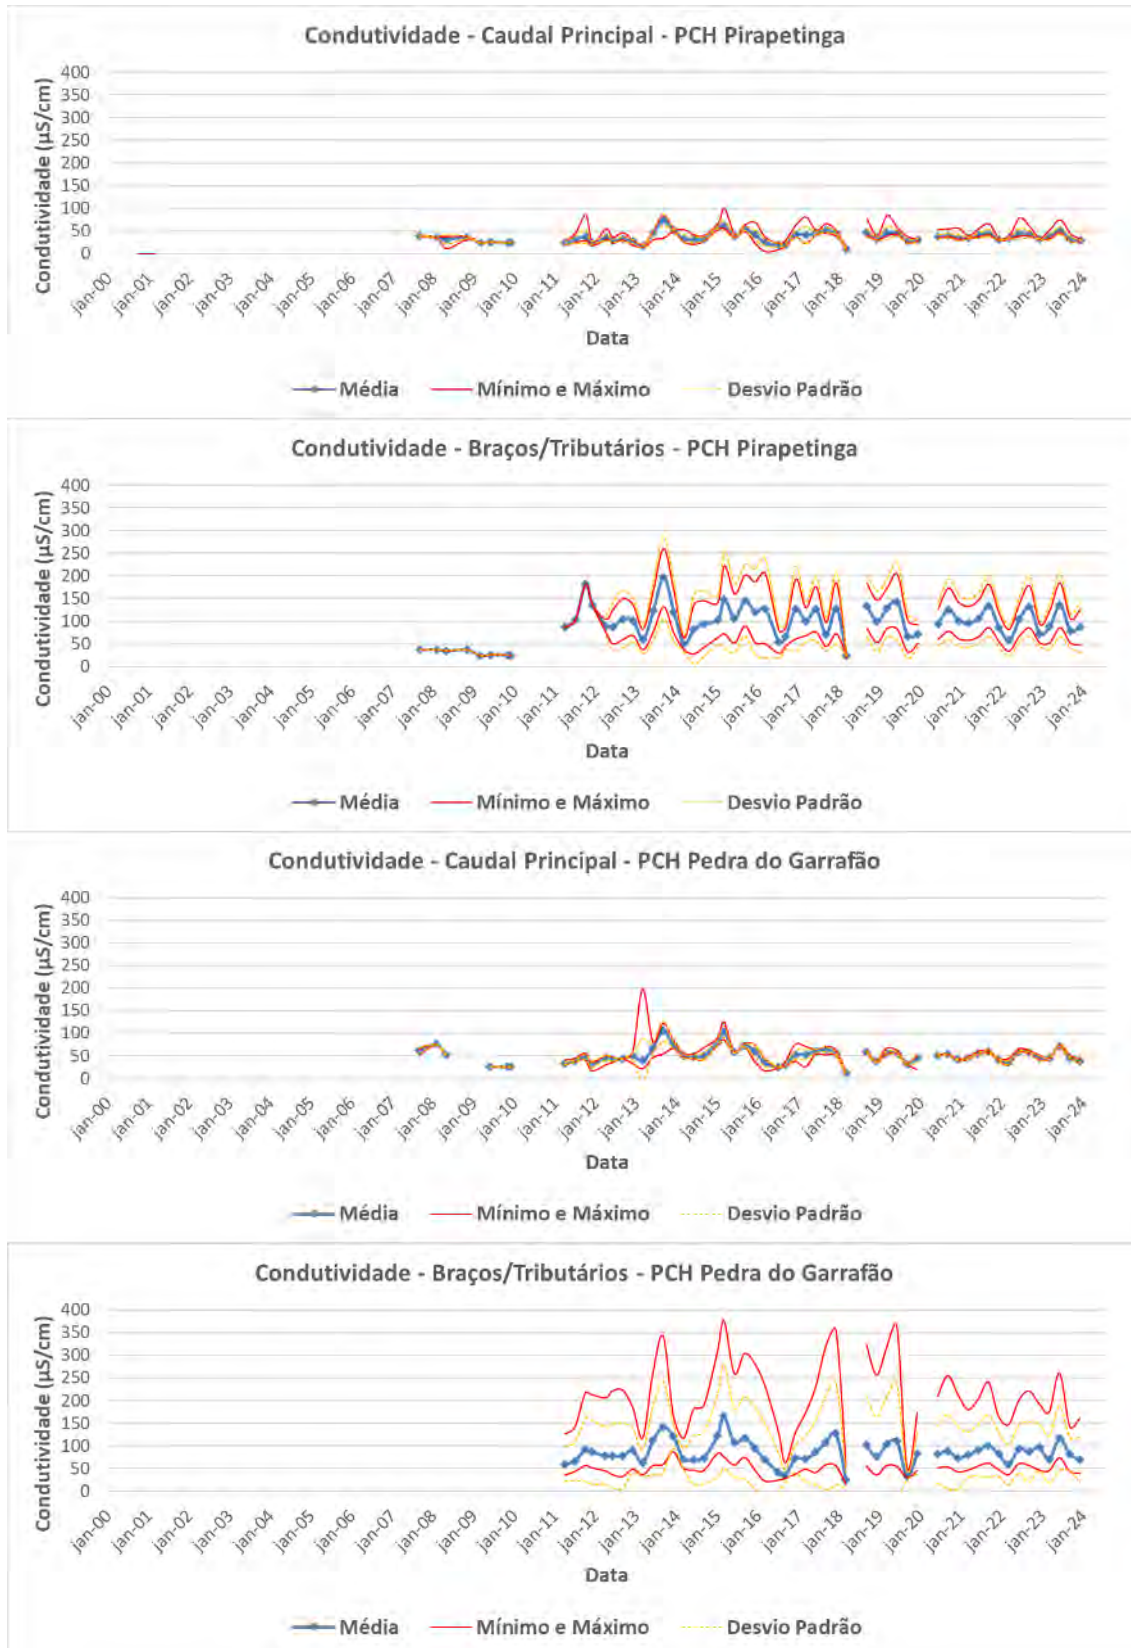 Condutividade - Caudal Principal - PCH Pirapetinga
Condutividade (µS/cm)
400
350
300
250
200
150
100
50
0
jan-00 jan-01 jan-02 jan-03 jan-04 jan-05 jan-06 jan-07 jan-08 jan-09 jan-10 jan-11 jan-12 jan-13 jan-14 jan-15 jan-16 jan-17 jan-18 jan-19 jan-20 jan-21 jan-22 jan-23 jan-24
Data
Média Mínimo e Máximo Desvio Padrão
Condutividade - Braços/Tributários - PCH Pirapetinga
Condutividade (µS/cm)
400
350
300
250
200
150
100
50
0
jan-00 jan-01 jan-02 jan-03 jan-04 jan-05 jan-06 jan-07 jan-08 jan-09 jan-10 jan-11 jan-12 jan-13 jan-14 jan-15 jan-16 jan-17 jan-18 jan-19 jan-20 jan-21 jan-22 jan-23 jan-24
Data
Média Mínimo e Máximo Desvio Padrão
Condutividade - Caudal Principal - PCH Pedra do Garrafão
Condutividade (µS/cm)
400
350
300
250
200
150
100
50
0
jan-00 jan-01 jan-02 jan-03 jan-04 jan-05 jan-06 jan-07 jan-08 jan-09 jan-10 jan-11 jan-12 jan-13 jan-14 jan-15 jan-16 jan-17 jan-18 jan-19 jan-20 jan-21 jan-22 jan-23 jan-24
Data
Média Mínimo e Máximo Desvio Padrão
Condutividade - Braços/Tributários - PCH Pedra do Garrafão
Condutividade (µS/cm)
400
350
300
250
200
150
100
50
0
jan-00 jan-01 jan-02 jan-03 jan-04 jan-05 jan-06 jan-07 jan-08 jan-09 jan-10 jan-11 jan-12 jan-13 jan-14 jan-15 jan-16 jan-17 jan-18 jan-19 jan-20 jan-21 jan-22 jan-23 jan-24
Data
Média Mínimo e Máximo Desvio Padrão